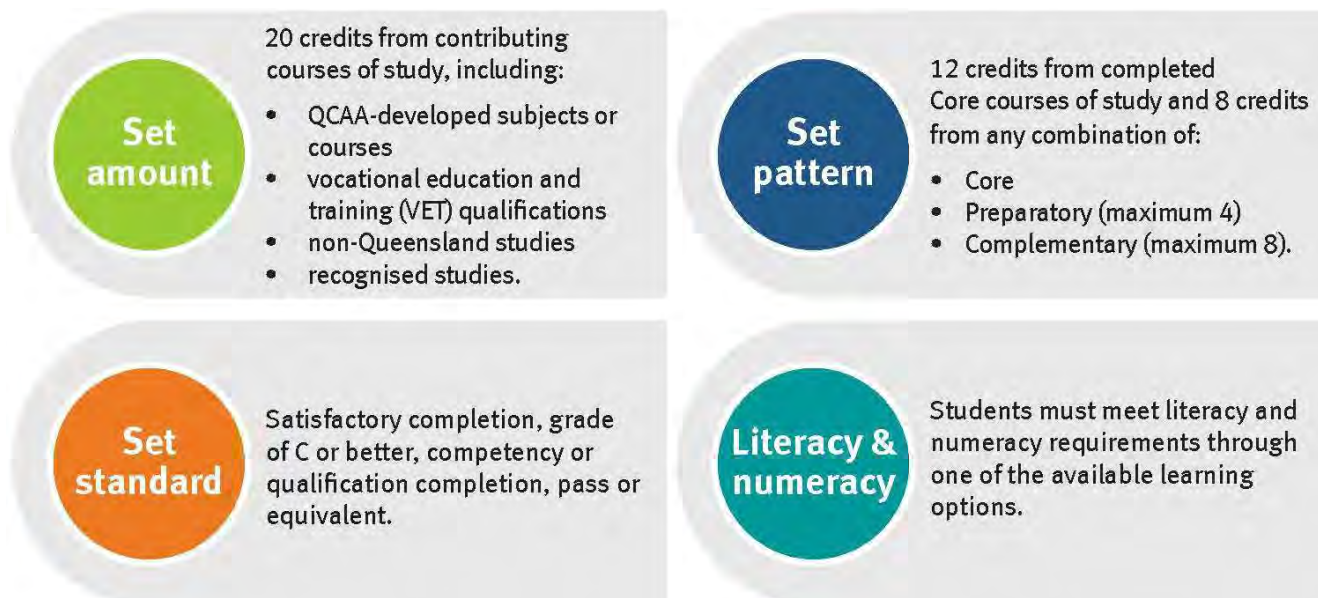 Set
amount
20 credits from contributing
courses of study, including:
• QCAA-developed subjects or
courses
• vocational education and
training (VET) qualifications
• non-Queensland studies
• recognised studies.
Set
pattern
12 credits from completed
Core courses of study and 8 credits
from any combination of:
• Core
• Preparatory (maximum 4)
• Complementary (maximum 8).
Set
standard
Satisfactory completion, grade
of C or better, competency or
qualification completion, pass or
equivalent.
Literacy &
numeracy
Students must meet literacy and
numeracy requirements through
one of the available learning
options.